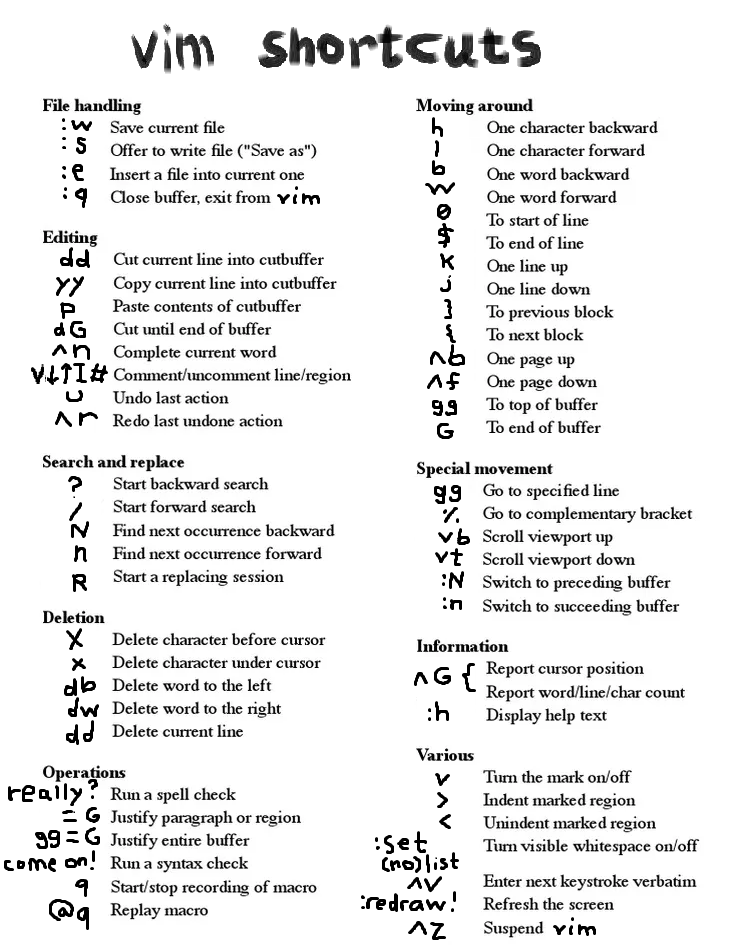 vim shortcuts
File handling
:w Save current file
:s Offer to write file ("Save as")
:e Insert a file into current one
:q Close buffer, exit from vim
Editing
dd Cut current line into cutbuffer
yy Copy current line into cutbuffer
p Paste contents of cutbuffer
dG Cut until end of buffer
^n Complete current word
V↓↑I# Comment/uncomment line/region
u Undo last action
^r Redo last undone action
Search and replace
? Start backward search
/ Start forward search
N Find next occurrence backward
n Find next occurrence forward
R Start a replacing session
Deletion
X Delete character before cursor
x Delete character under cursor
db Delete word to the left
dw Delete word to the right
dd Delete current line
Operations
really? Run a spell check
=G Justify paragraph or region
gg=G Justify entire buffer
come on! Run a syntax check
q Start/stop recording of macro
@q Replay macro
Moving around
h One character backward
l One character forward
b One word backward
w One word forward
0 To start of line
$ To end of line
k One line up
j One line down
} To previous block
{ To next block
^b One page up
^f One page down
gg To top of buffer
G To end of buffer
Special movement
gg Go to specified line
% Go to complementary bracket
vb Scroll viewport up
vt Scroll viewport down
:N Switch to preceding buffer
:n Switch to succeeding buffer
Information
^G { Report cursor position
Report word/line/char count
:h Display help text
Various
v Turn the mark on/off
> Indent marked region
< Unindent marked region
:set Turn visible whitespace on/off
(no)list
^V Enter next keystroke verbatim
:redraw! Refresh the screen
^Z Suspend vim